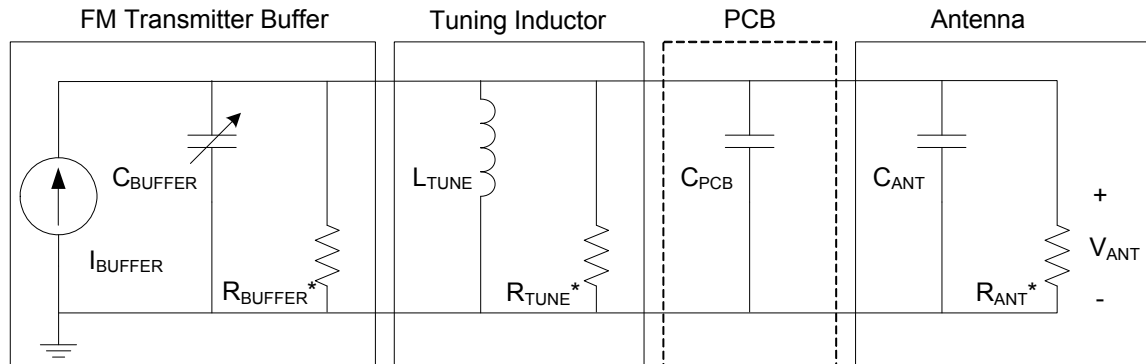 FM Transmitter Buffer
Tuning Inductor
PCB
Antenna
CBUFFER
IBUFFER
RBUFFER*
LTUNE
RTUNE*
CPCB
CANT
RANT*
+
VANT
-